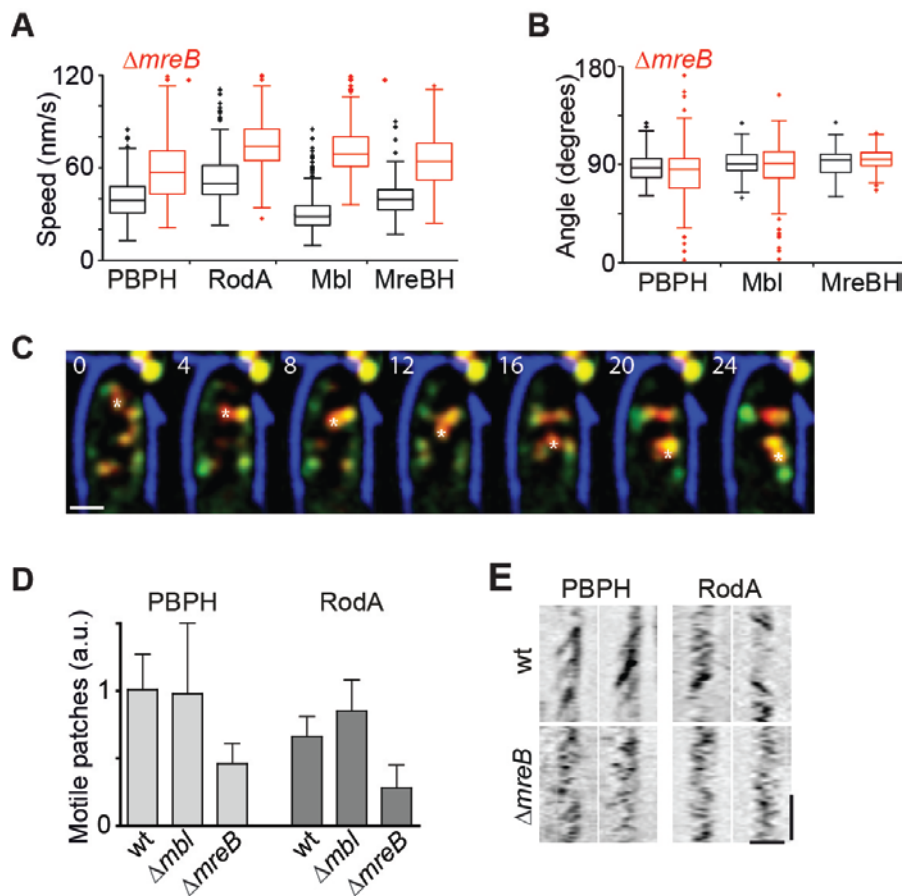 A
ΔmreB
Speed (nm/s)
120
60
0
PBPH RodA Mbl MreBH
B
ΔmreB
Angle (degrees)
180
90
0
PBPH Mbl MreBH
C
0 4 8 12 16 20 24
D
PBPH RodA
Motile patches (a.u.)
1
0
wt Δmbl ΔmreB wt Δmbl ΔmreB
E
PBPH RodA
wt
ΔmreB